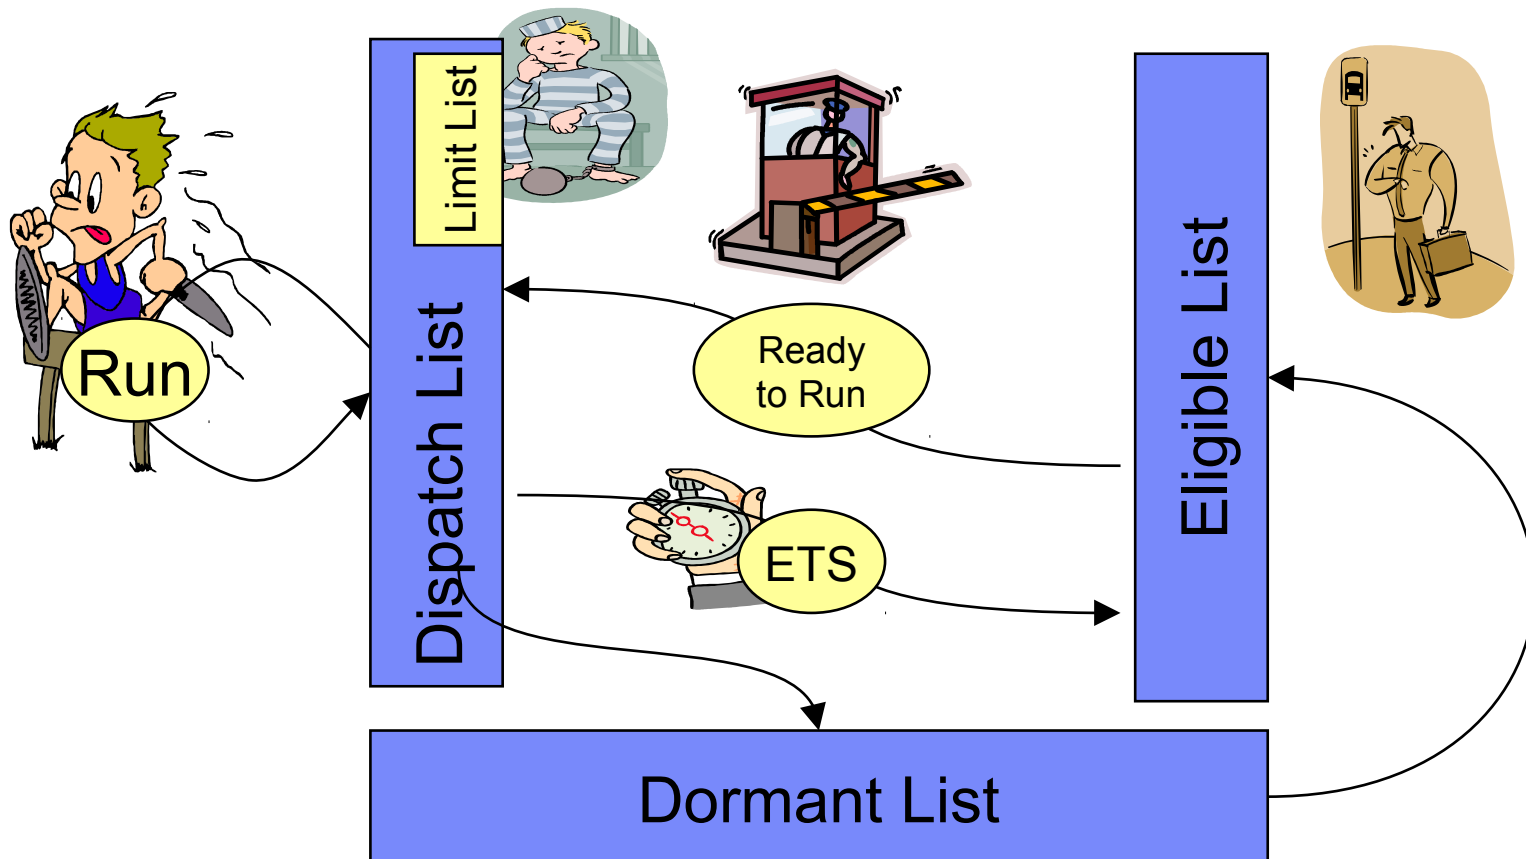 Limit List
Run
Dispatch List
Ready
to Run
ETS
Eligible List
Dormant List